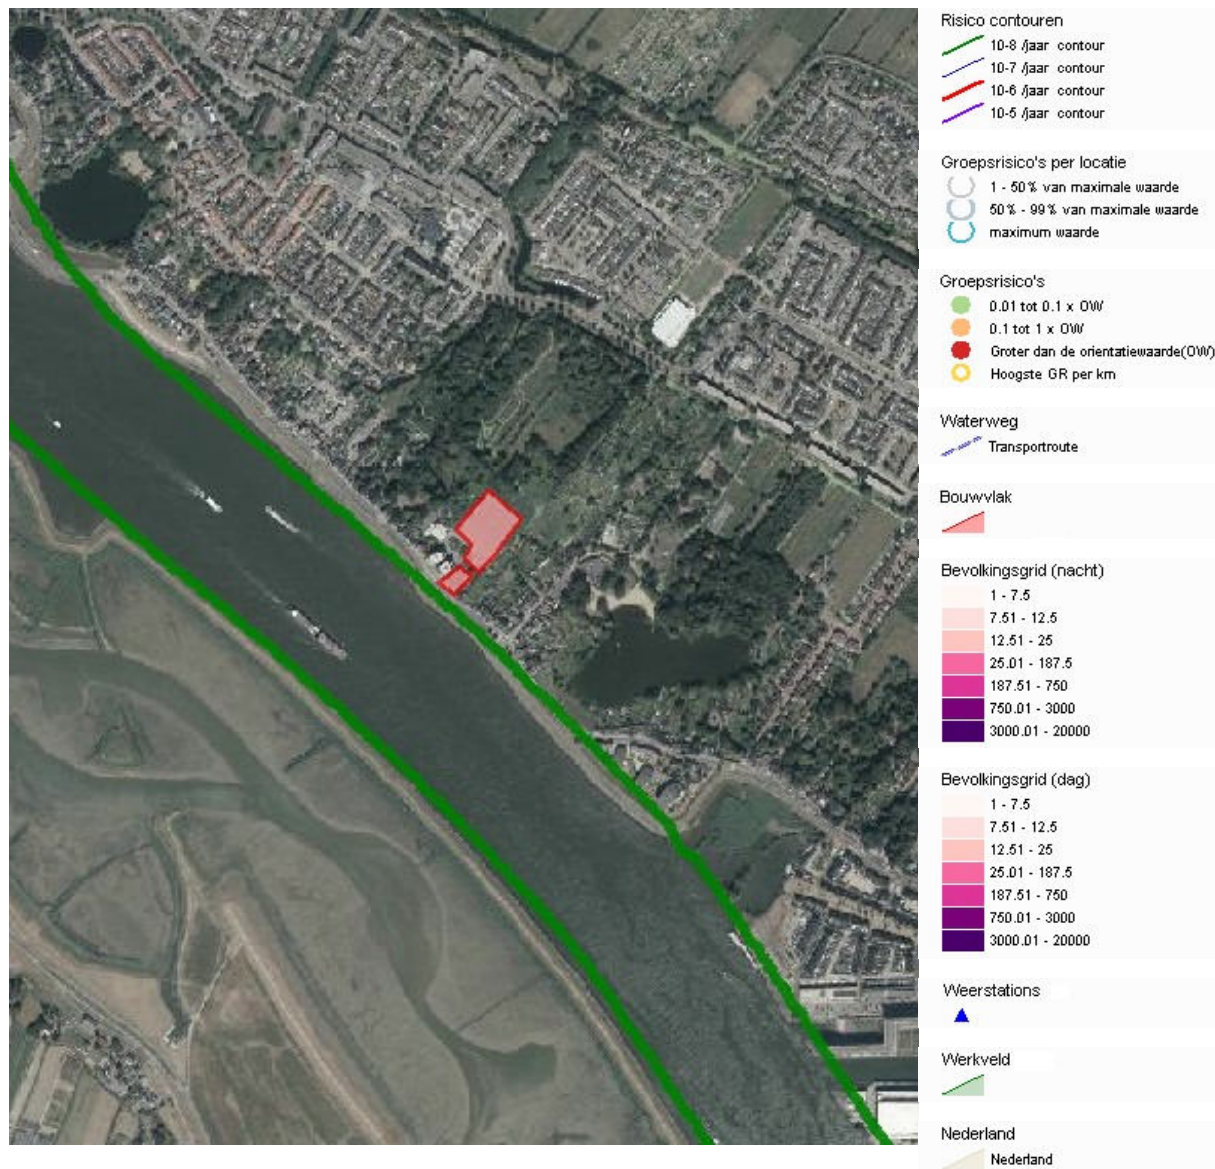 Risico contouren
10-8 /jaar contour
10-7 /jaar contour
10-6 /jaar contour
10-5 /jaar contour
Groepsrisico's per locatie
1 - 50% van maximale waarde
50% - 99% van maximale waarde
maximum waarde
Groepsrisico's
0.01 tot 0.1 x OW
0.1 tot 1 x OW
Groter dan de orientatiewaarde(OW)
Hoogste GR per km
Waterweg
Transportroute
Bouwvlak
Bevolkingsgrid (nacht)
1 - 7.5
7.51 - 12.5
12.51 - 25
25.01 - 187.5
187.51 - 750
750.01 - 3000
3000.01 - 20000
Bevolkingsgrid (dag)
1 - 7.5
7.51 - 12.5
12.51 - 25
25.01 - 187.5
187.51 - 750
750.01 - 3000
3000.01 - 20000
Weerstations
Werkveld
Nederland
Nederland